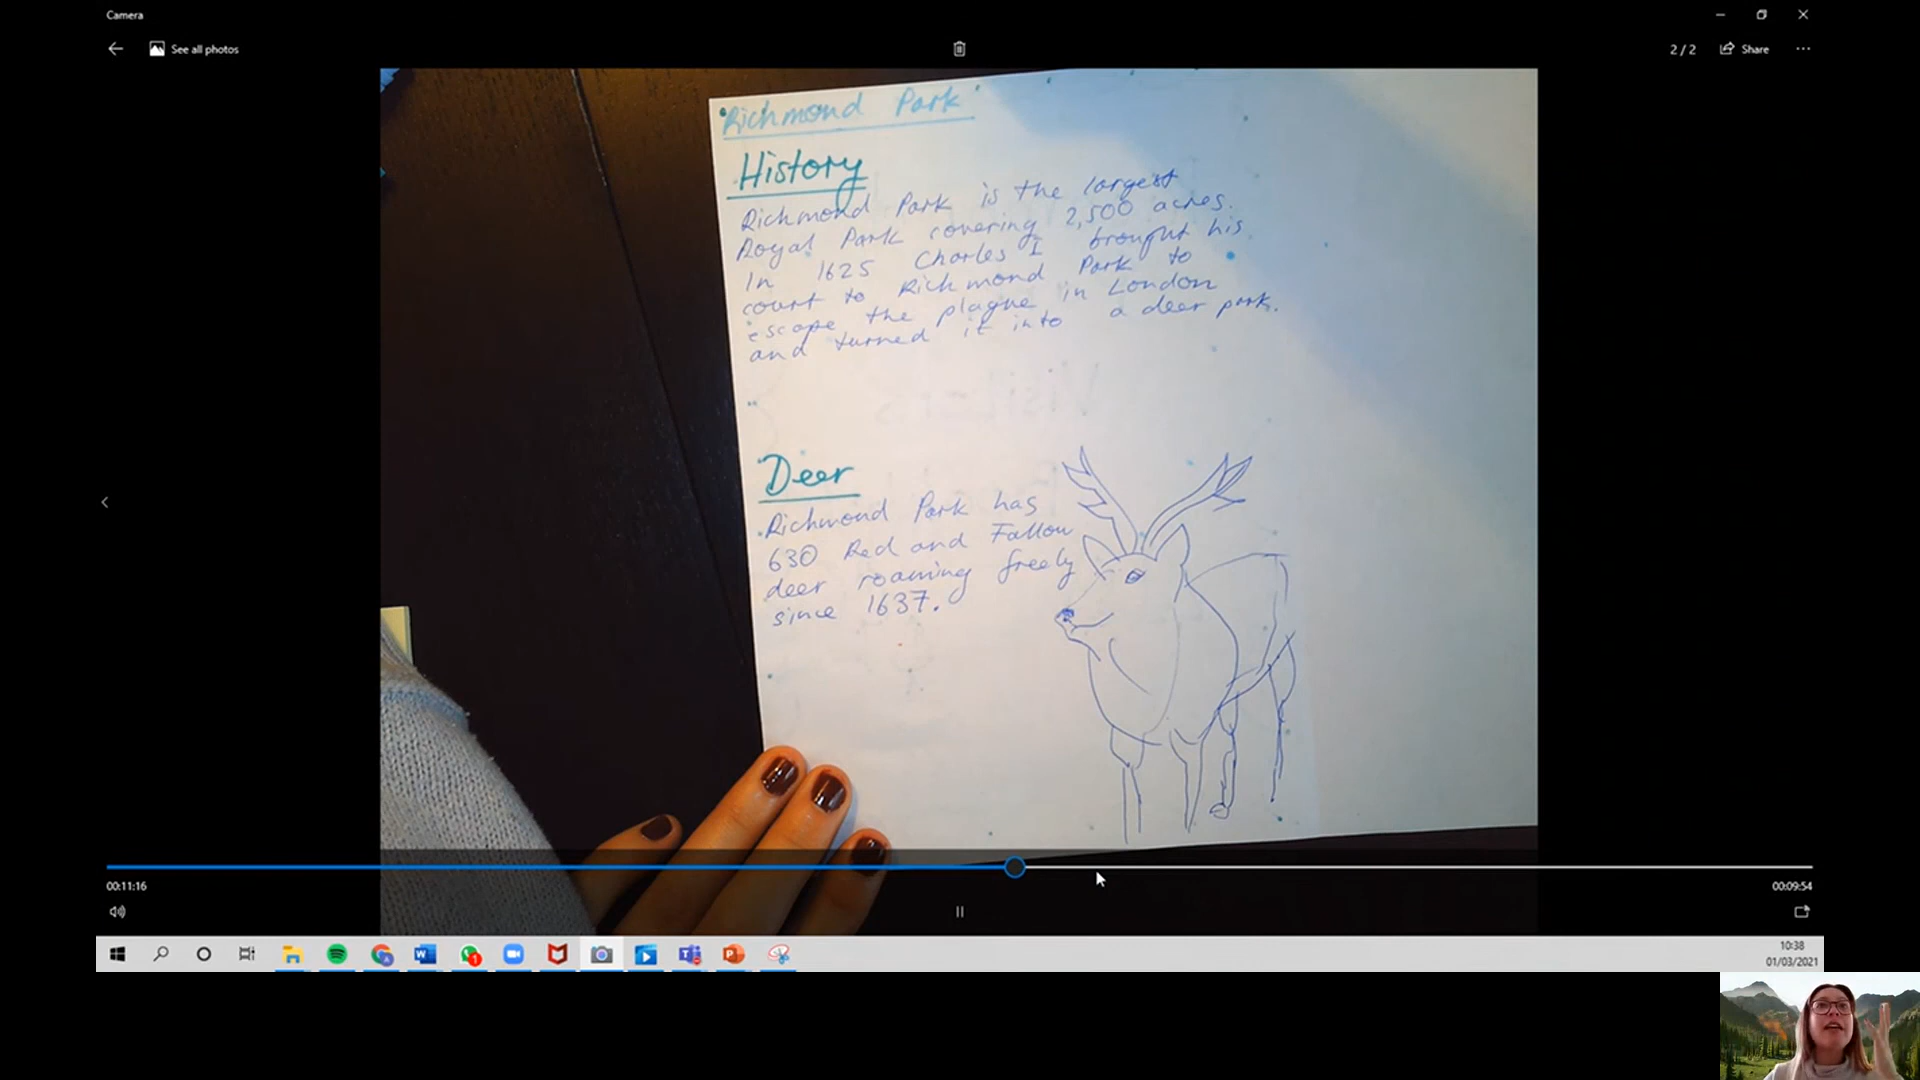 Camera
See all photos
2 / 2
Share
Richmond Park
History
Richmond Park is the largest
Royal Park covering 2,500 acres.
In 1625 Charles I brought his
court to Richmond Park to
escape the plague in London
and turned it into a deer park.
Visitors
Deer
Richmond Park has
630 Red and Fallow
deer roaming freely
since 1637.
00:11:16
00:09:54
10:38
01/03/2021